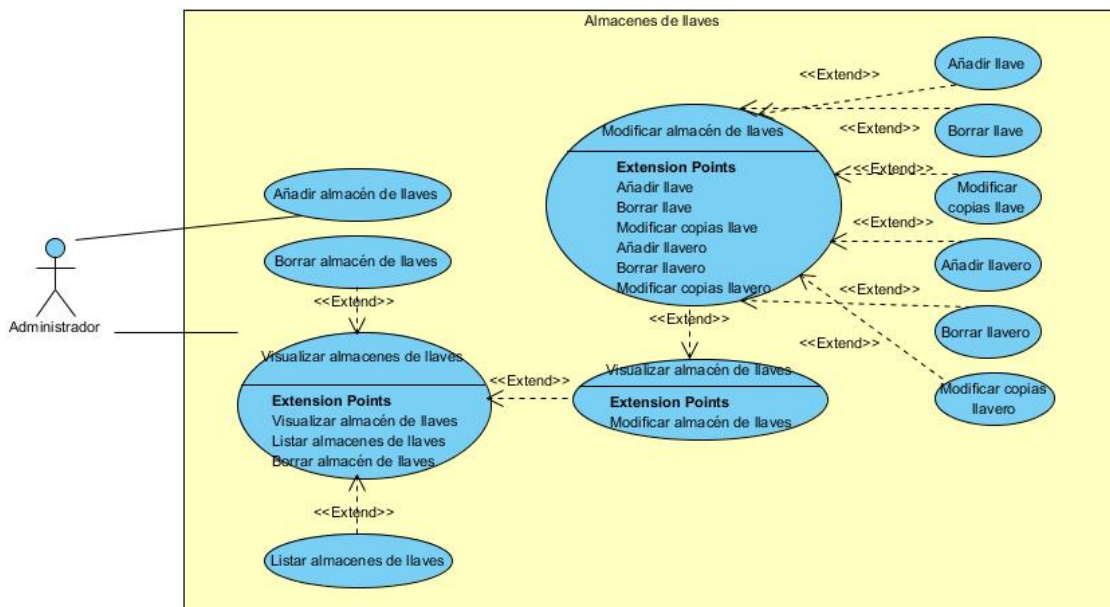 Almacenes de llaves
Añadir llave
<<Extend>>
Modificar almacén de llaves
<<Extend>>
Borrar llave
Extension Points
Añadir llave
Borrar llave
Modificar copias llave
Añadir llavero
Borrar llavero
Modificar copias llavero
<<Extend>>
Modificar
copias llave
<<Extend>>
Añadir llavero
<<Extend>>
Borrar llavero
<<Extend>>
Modificar copias
llavero
Añadir almacén de llaves
Borrar almacén de llaves
Administrador
<<Extend>>
<<Extend>>
Visualizar almacenes de llaves
Extension Points
Visualizar almacén de llaves
Listar almacenes de llaves
Borrar almacén de llaves
<<Extend>>
Visualizar almacén de llaves
Extension Points
Modificar almacén de llaves
<<Extend>>
Listar almacenes de llaves